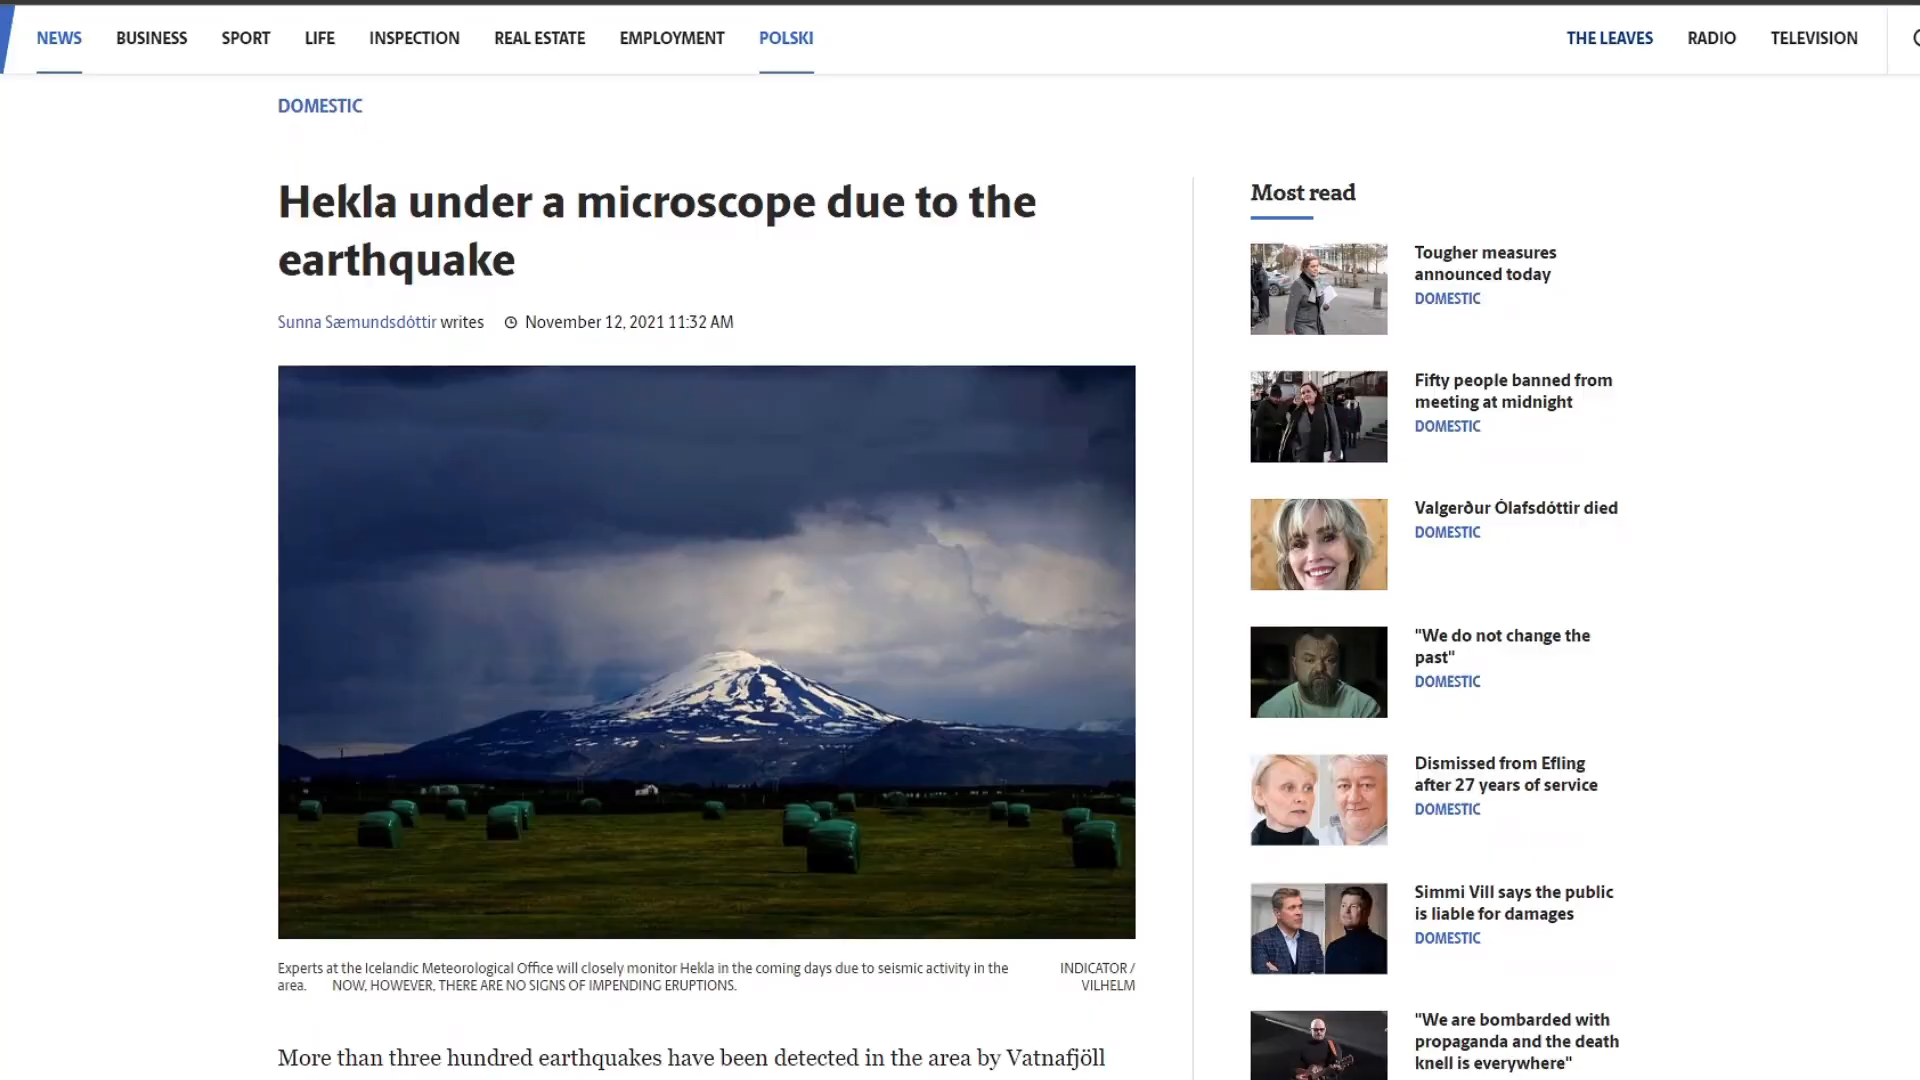 NEWS BUSINESS SPORT LIFE INSPECTION REAL ESTATE EMPLOYMENT POLSKI THE LEAVES RADIO TELEVISION
DOMESTIC
Hekla under a microscope due to the
earthquake
Sunna Sæmundsdóttir writes November 12, 2021 11:32 AM
Experts at the Icelandic Meteorological Office will closely monitor Hekla in the coming days due to seismic activity in the
area. NOW, HOWEVER, THERE ARE NO SIGNS OF IMPENDING ERUPTIONS.
INDICATOR /
VILHELM
More than three hundred earthquakes have been detected in the area by Vatnafjöll
Most read
Tougher measures
announced today
DOMESTIC
Fifty people banned from
meeting at midnight
DOMESTIC
Valgerður Ólafsdóttir died
DOMESTIC
"We do not change the
past"
DOMESTIC
Dismissed from Efling
after 27 years of service
DOMESTIC
Simmi Vill says the public
is liable for damages
DOMESTIC
"We are bombarded with
propaganda and the death
knell is everywhere"